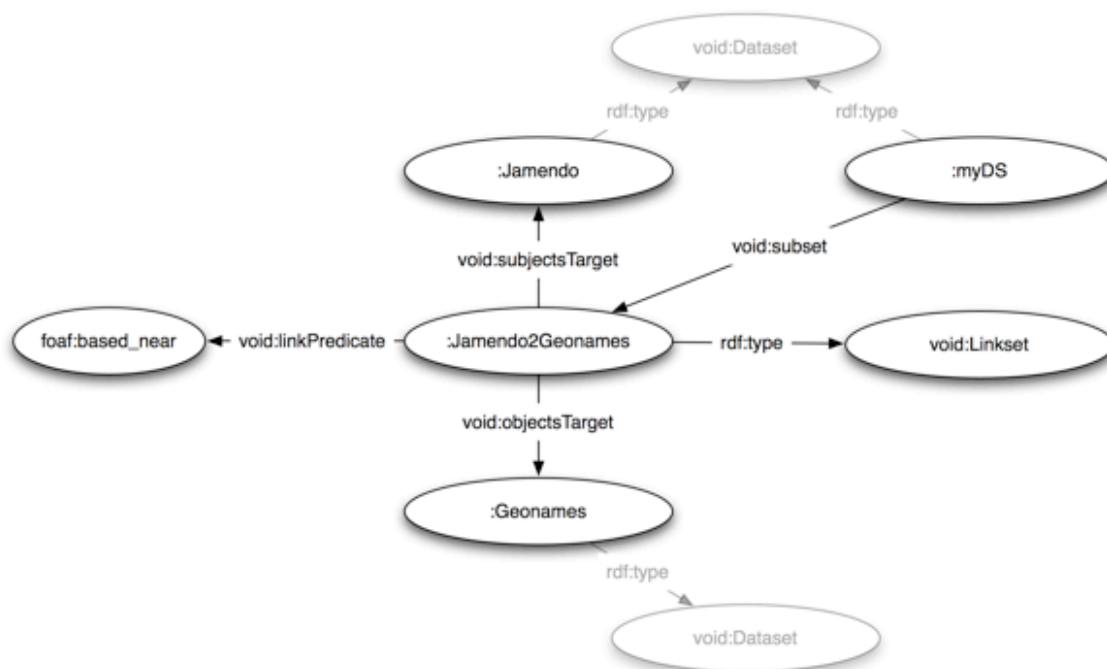 void:Dataset
rdf:type
rdf:type
:Jamendo
:myDS
void:subjectsTarget
void:subset
foaf:based_near
void:linkPredicate
:Jamendo2Geonames
rdf:type
void:Linkset
void:objectsTarget
:Geonames
rdf:type
void:Dataset